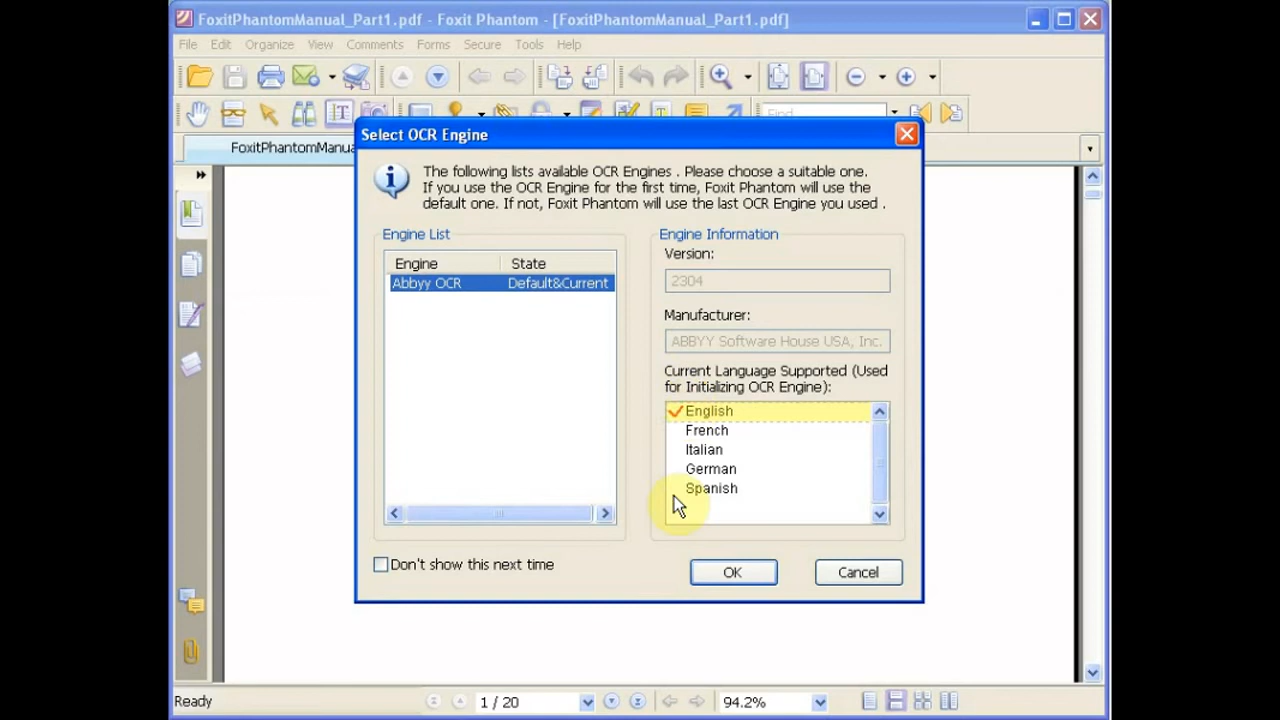 FoxitPhantomManual_Part1.pdf - Foxit Phantom - [FoxitPhantomManual_Part1.pdf]
File Edit Organize View Comments Forms Secure Tools Help
Find
FoxitPhantomManual
Select OCR Engine
The following lists available OCR Engines . Please choose a suitable one.
If you use the OCR Engine for the first time, Foxit Phantom will use the
default one. If not, Foxit Phantom will use the last OCR Engine you used .
Engine List
Engine State
Abbyy OCR Default&Current
Engine Information
Version:
2304
Manufacturer:
ABBYY Software House USA, Inc.
Current Language Supported (Used
for Initializing OCR Engine):
English
French
Italian
German
Spanish
Don't show this next time
OK Cancel
Ready 1 / 20 94.2%